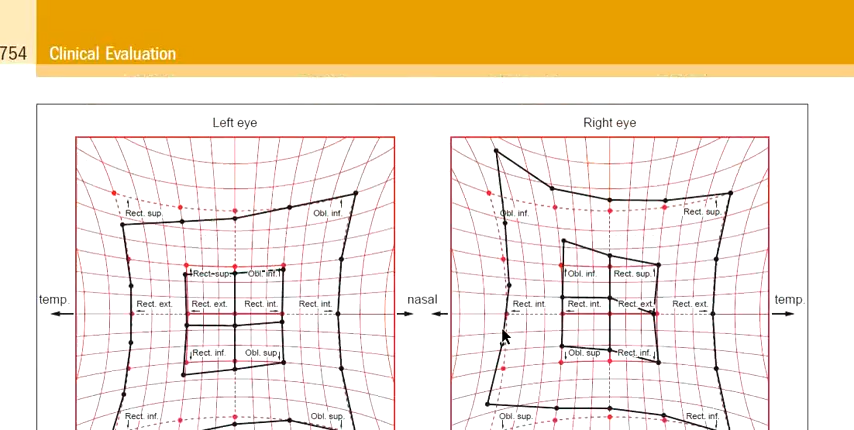 754 Clinical Evaluation
Left eye Right eye
Rect. sup. Obl. inf. Obl. inf. Rect. sup.
Rect. sup. Obl. inf. Obl. inf. Rect. sup.
temp. nasal temp.
Rect. ext. Rect. ext. Rect. int. Rect. int. Rect. int. Rect. int. Rect. ext. Rect. ext.
Rect. inf. Obl. sup. Obl. sup Rect. inf.
Rect. inf. Obl. sup. Obl. sup. Rect. inf.